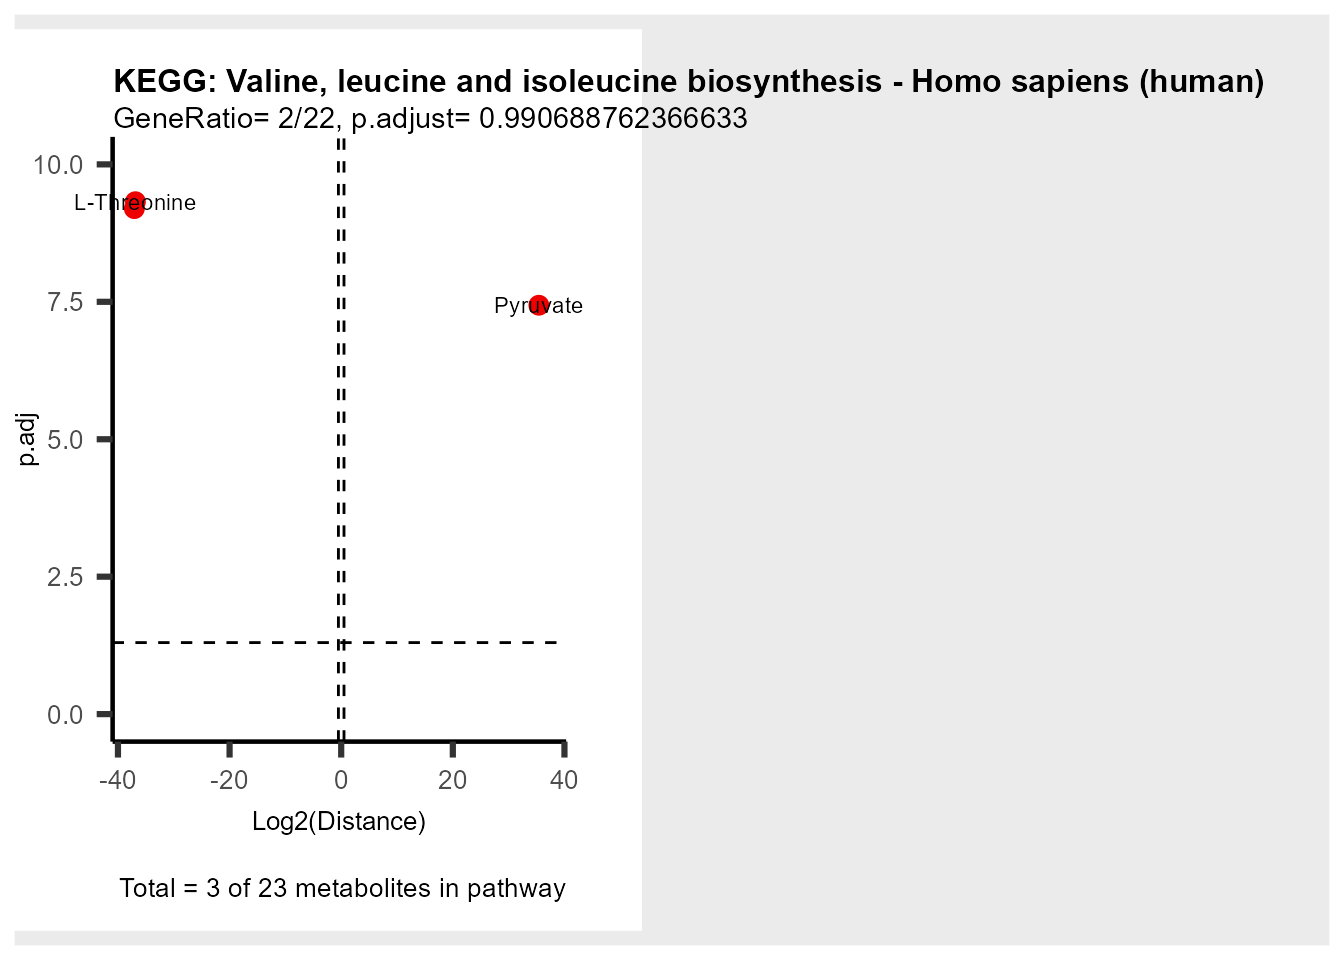 KEGG: Valine, leucine and isoleucine biosynthesis - Homo sapiens (human)
GeneRatio= 2/22, p.adjust= 0.990688762366633
10.0
L-Threonine
7.5
Pyruvate
p.adj
5.0
2.5
0.0
-40 -20 0 20 40
Log2(Distance)
Total = 3 of 23 metabolites in pathway